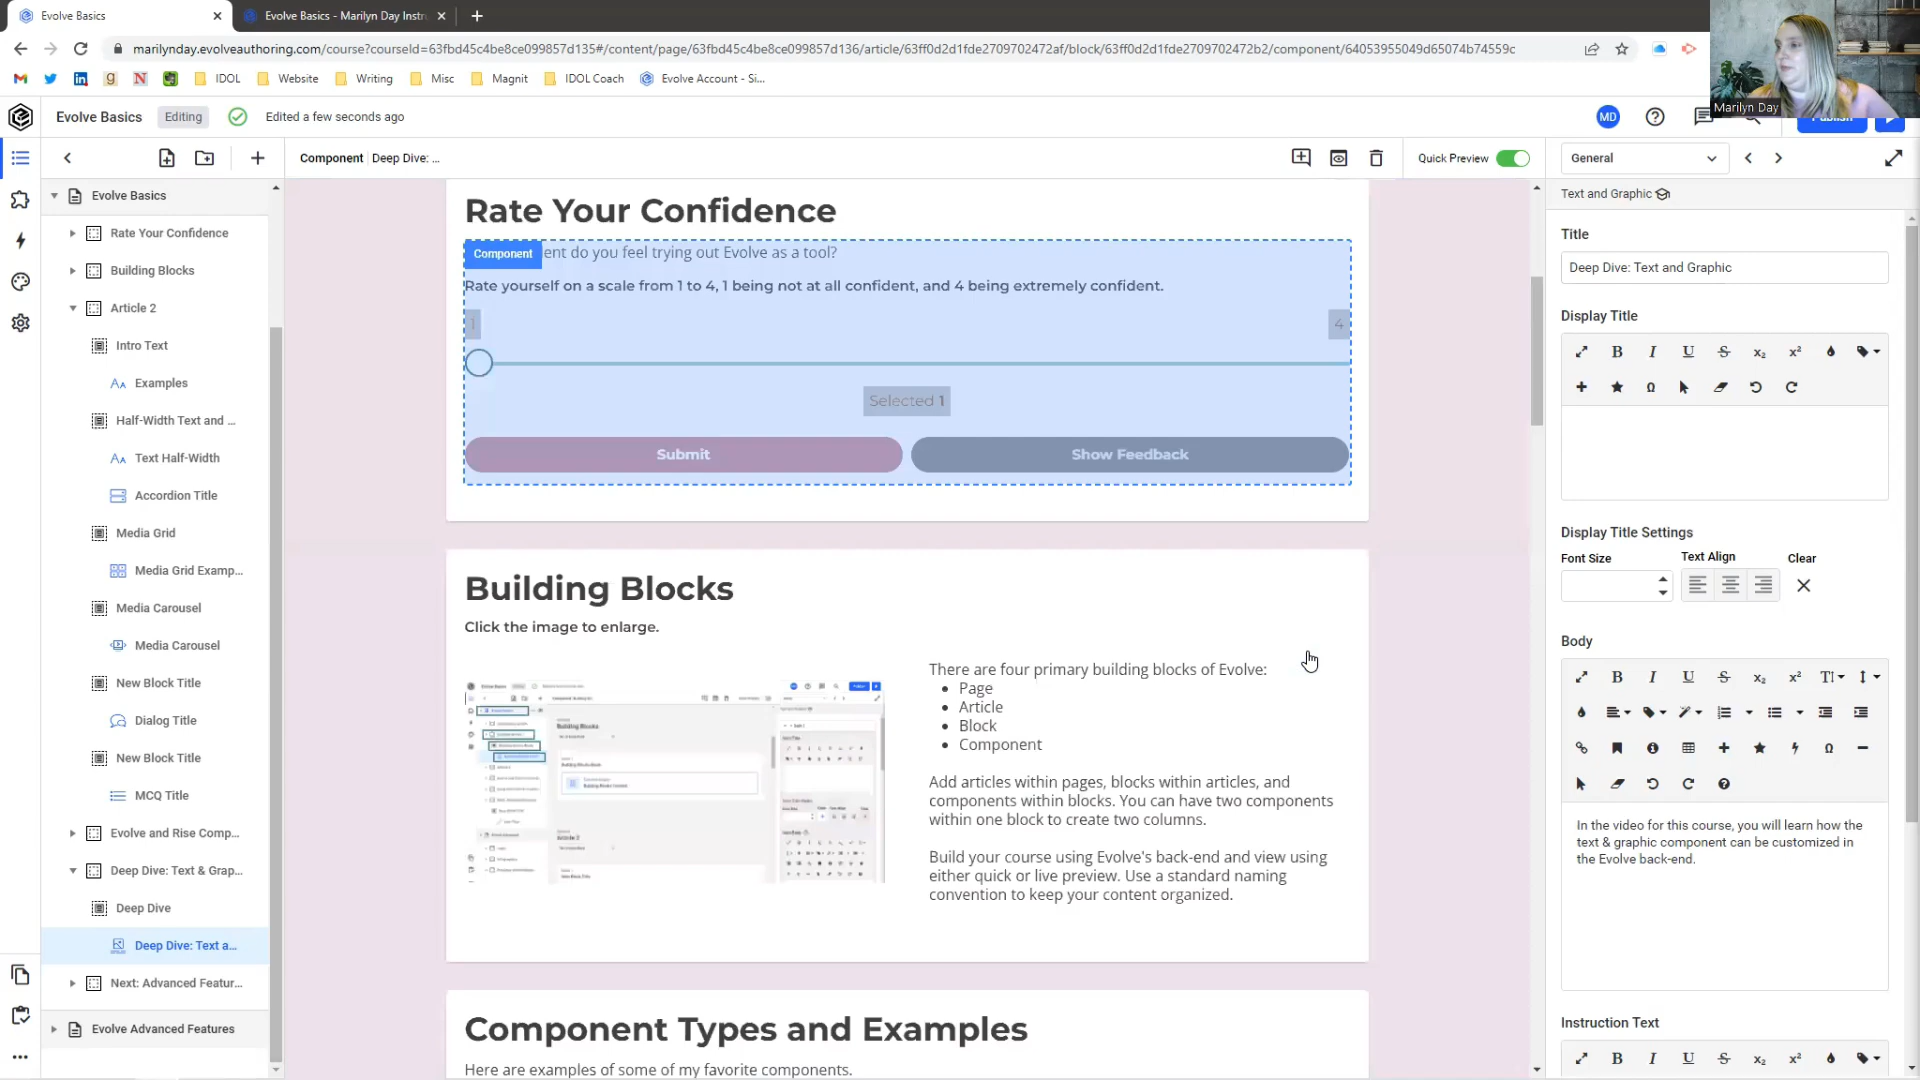 Evolve Basics
Evolve Basics - Marilyn Day Instr
marilynday.evolveauthoring.com/course?courseId=63fbd45c4be8ce099857d135#/content/page/63fbd45c4be8ce099857d136/article/63ff0d2d1fde2709702472af/block/63ff0d2d1fde2709702472b2/component/64053955049d65074b74559c
IDOL
Website
Writing
Misc
Magnit
IDOL Coach
Evolve Account - Si...
Marilyn Day
Evolve Basics
Editing
Edited a few seconds ago
MD
Publish
Component
Deep Dive: ...
Quick Preview
General
Evolve Basics
Rate Your Confidence
Building Blocks
Article 2
Intro Text
Examples
Half-Width Text and ...
Text Half-Width
Accordion Title
Media Grid
Media Grid Examp...
Media Carousel
Media Carousel
New Block Title
Dialog Title
New Block Title
MCQ Title
Evolve and Rise Comp...
Deep Dive: Text & Grap...
Deep Dive
Deep Dive: Text a...
Next: Advanced Featur...
Evolve Advanced Features
Rate Your Confidence
Component
ent do you feel trying out Evolve as a tool?
Rate yourself on a scale from 1 to 4, 1 being not at all confident, and 4 being extremely confident.
1
4
Selected 1
Submit
Show Feedback
Building Blocks
Click the image to enlarge.
There are four primary building blocks of Evolve:
Page
Article
Block
Component
Add articles within pages, blocks within articles, and
components within blocks. You can have two components
within one block to create two columns.
Build your course using Evolve's back-end and view using
either quick or live preview. Use a standard naming
convention to keep your content organized.
Component Types and Examples
Here are examples of some of my favorite components.
Text and Graphic
Title
Deep Dive: Text and Graphic
Display Title
Display Title Settings
Font Size
Text Align
Clear
Body
In the video for this course, you will learn how the
text & graphic component can be customized in
the Evolve back-end.
Instruction Text